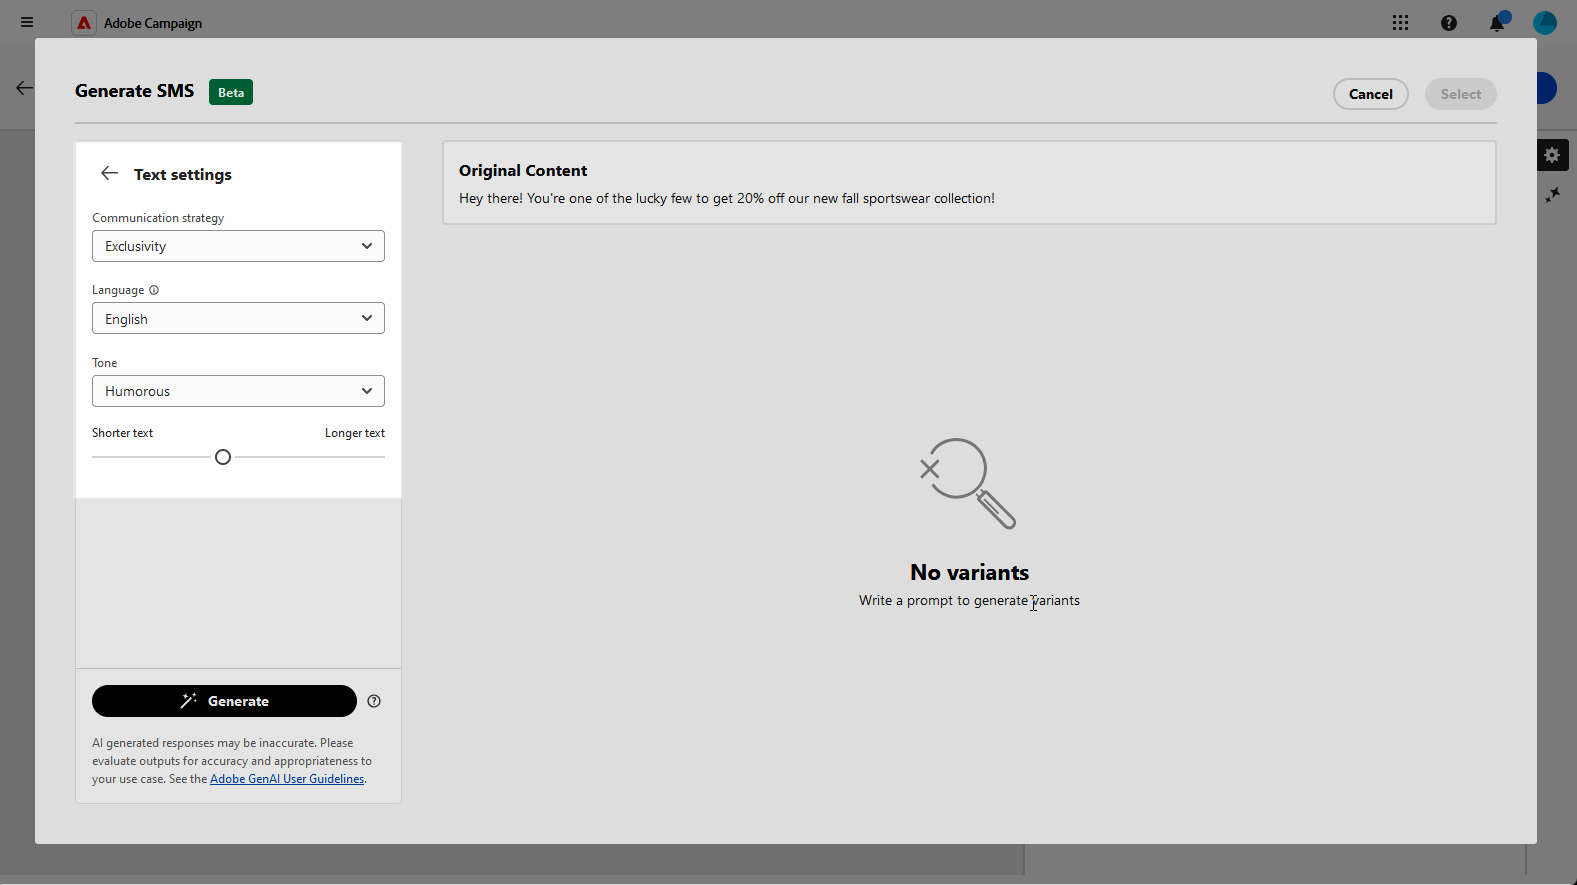 Adobe Campaign
Generate SMS
Beta
Cancel
Select
Text settings
Communication strategy
Exclusivity
Language
English
Tone
Humorous
Shorter text
Longer text
Generate
AI generated responses may be inaccurate. Please
evaluate outputs for accuracy and appropriateness to
your use case. See the Adobe GenAI User Guidelines.
Original Content
Hey there! You're one of the lucky few to get 20% off our new fall sportswear collection!
No variants
Write a prompt to generate variants